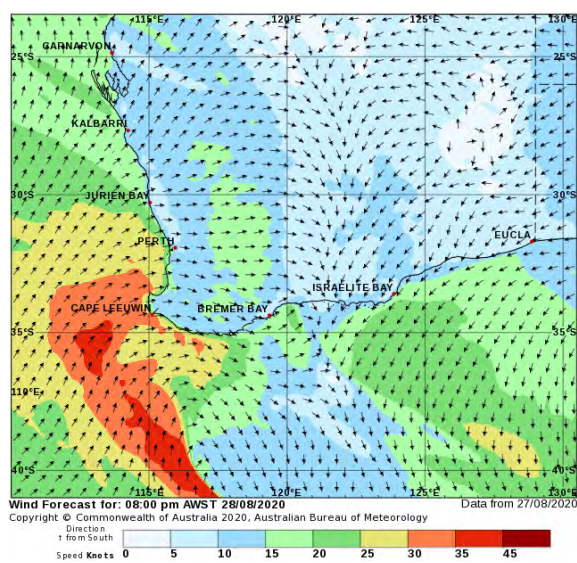 115°E 120°E 125°E 130°E
CARNARVON
25°S 25°S
KALBARRI
30°S JURIEN BAY 30°S
PERTH EUCLA
ISRAELITE BAY
CAPE LEEUWIN BREMER BAY
35°S 35°S
110°E
40°S 40°S
115°E 120°E 125°E 130°E
Wind Forecast for: 08:00 pm AWST 28/08/2020 Data from 27/08/2020
Copyright © Commonwealth of Australia 2020, Australian Bureau of Meteorology
Direction
↑ from South
Speed Knots 0 5 10 15 20 25 30 35 45